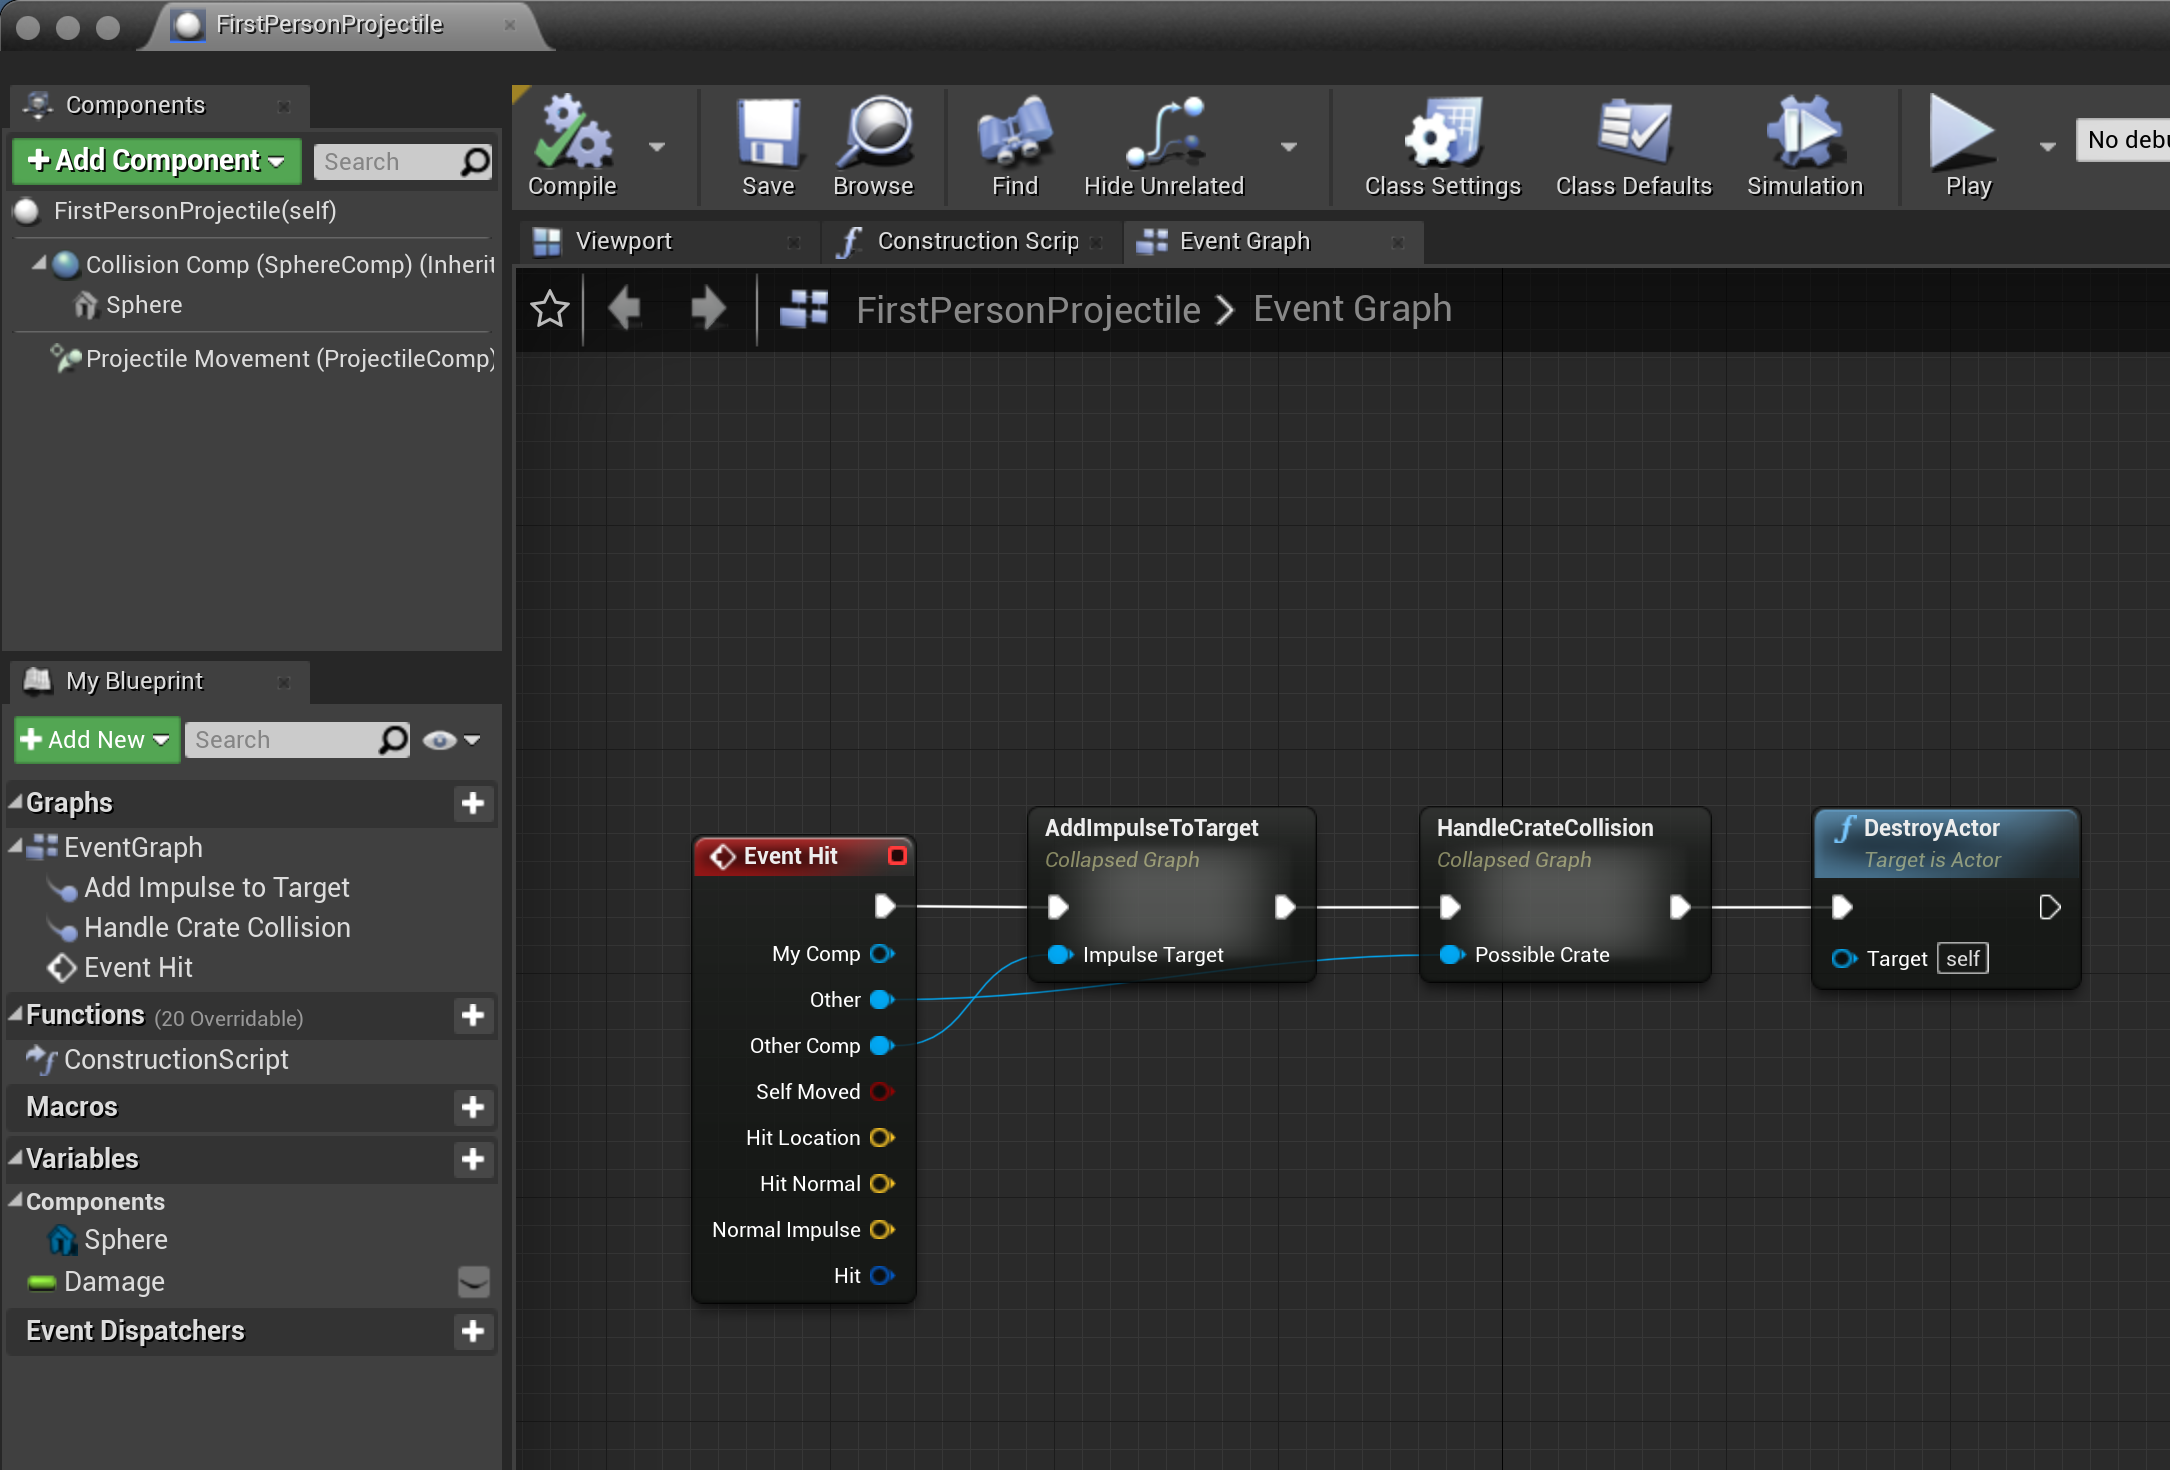 FirstPersonProjectile
Components
Add Component
Search
FirstPersonProjectile(self)
Collision Comp (SphereComp) (Inherit
Sphere
Projectile Movement (ProjectileComp)
My Blueprint
Add New
Search
Graphs
EventGraph
Add Impulse to Target
Handle Crate Collision
Event Hit
Functions (20 Overridable)
ConstructionScript
Macros
Variables
Components
Sphere
Damage
Event Dispatchers
Compile
Save
Browse
Find
Hide Unrelated
Class Settings
Class Defaults
Simulation
Play
No debu
Viewport
Construction Scrip
Event Graph
FirstPersonProjectile > Event Graph
Event Hit
My Comp
Other
Other Comp
Self Moved
Hit Location
Hit Normal
Normal Impulse
Hit
AddImpulseToTarget
Collapsed Graph
Impulse Target
HandleCrateCollision
Collapsed Graph
Possible Crate
f DestroyActor
Target is Actor
Target self